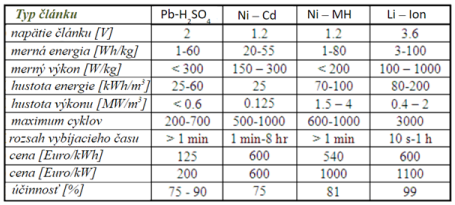 Typ článku Pb-H₂SO₄ Ni – Cd Ni – MH Li – Ion
napätie článku [V] 2 1.2 1.2 3.6
merná energia [Wh/kg] 1-60 20-55 1-80 3-100
merný výkon [W/kg] < 300 150 – 300 < 200 100 – 1000
hustota energie [kWh/m³] 25-60 25 70-100 80-200
hustota výkonu [MW/m³] < 0.6 0.125 1.5 – 4 0.4 – 2
maximum cyklov 200-700 500-1000 600-1000 3000
rozsah vybíjacieho času > 1 min 1 min-8 hr > 1 min 10 s-1 h
cena [Euro/kWh] 125 600 540 600
cena [Euro/kW] 200 600 1000 1100
účinnosť [%] 75 - 90 75 81 99